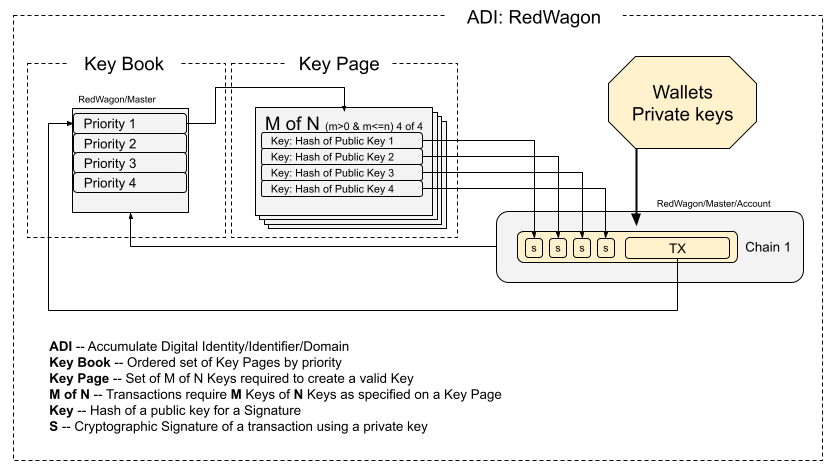 ADI: RedWagon
Key Book
Key Page
RedWagon/Master
Priority 1
Priority 2
Priority 3
Priority 4
M of N (m>0 & m<=n) 4 of 4
Key: Hash of Public Key 1
Key: Hash of Public Key 2
Key: Hash of Public Key 3
Key: Hash of Public Key 4
Wallets
Private keys
RedWagon/Master/Account
s s s s TX Chain 1
ADI -- Accumulate Digital Identity/Identifier/Domain
Key Book -- Ordered set of Key Pages by priority
Key Page -- Set of M of N Keys required to create a valid Key
M of N -- Transactions require M Keys of N Keys as specified on a Key Page
Key -- Hash of a public key for a Signature
S -- Cryptographic Signature of a transaction using a private key